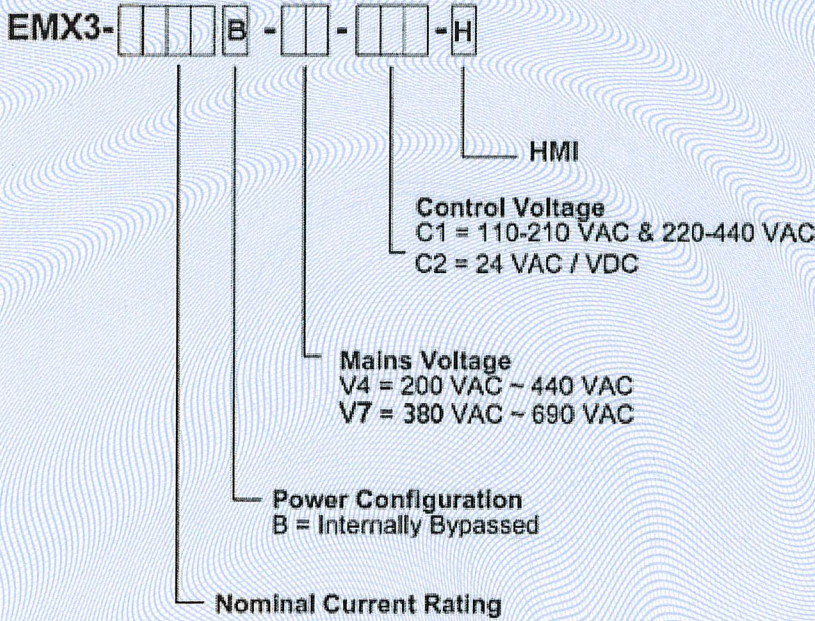 EMX3- B - - - H
HMI
Control Voltage
C1 = 110-210 VAC & 220-440 VAC
C2 = 24 VAC / VDC
Mains Voltage
V4 = 200 VAC ~ 440 VAC
V7 = 380 VAC ~ 690 VAC
Power Configuration
B = Internally Bypassed
Nominal Current Rating